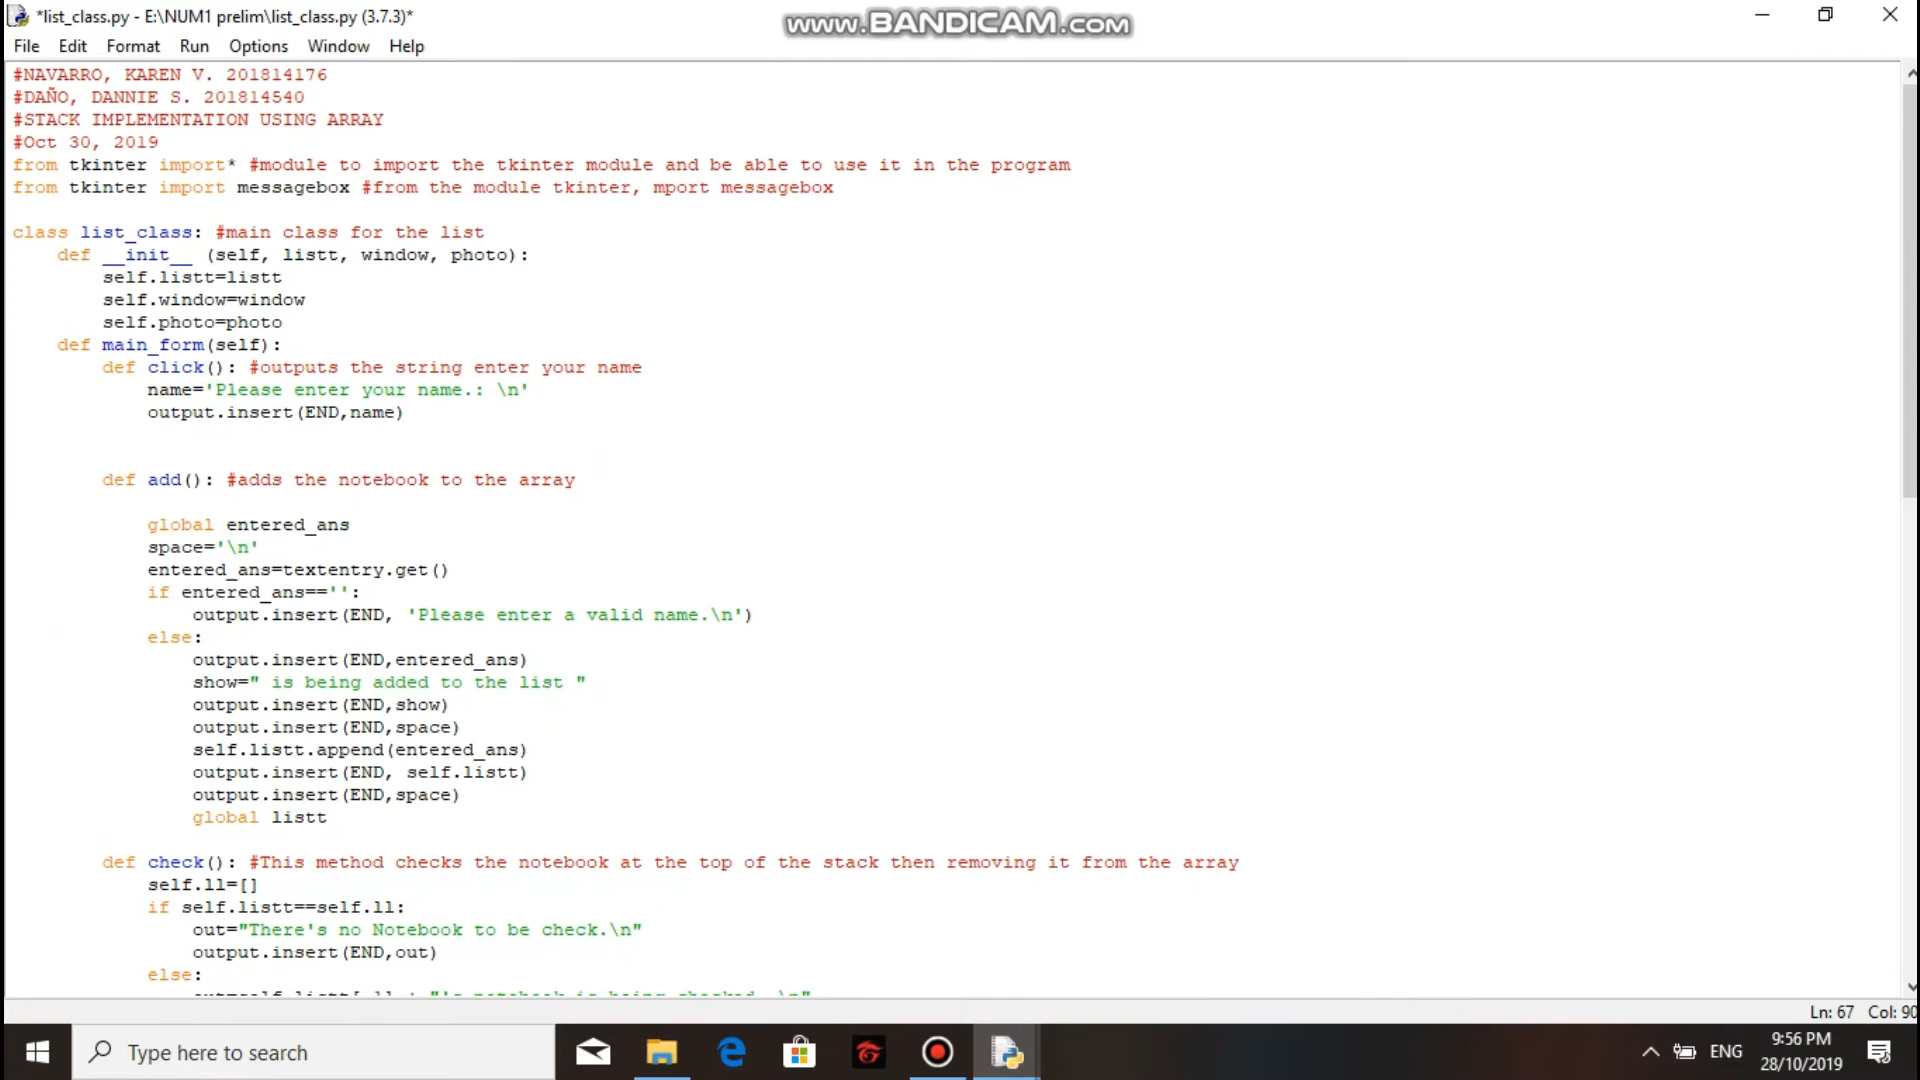 *list_class.py - E:\NUM1 prelim\list_class.py (3.7.3)*
www.BANDICAM.com
File Edit Format Run Options Window Help
#NAVARRO, KAREN V. 201814176
#DAÑO, DANNIE S. 201814540
#STACK IMPLEMENTATION USING ARRAY
#Oct 30, 2019
from tkinter import* #module to import the tkinter module and be able to use it in the program
from tkinter import messagebox #from the module tkinter, mport messagebox
class list_class: #main class for the list
def __init__ (self, listt, window, photo):
self.listt=listt
self.window=window
self.photo=photo
def main_form(self):
def click(): #outputs the string enter your name
name='Please enter your name.: \n'
output.insert(END,name)
def add(): #adds the notebook to the array
global entered_ans
space='\n'
entered_ans=textentry.get()
if entered_ans=='':
output.insert(END, 'Please enter a valid name.\n')
else:
output.insert(END,entered_ans)
show=" is being added to the list "
output.insert(END,show)
output.insert(END,space)
self.listt.append(entered_ans)
output.insert(END, self.listt)
output.insert(END,space)
global listt
def check(): #This method checks the notebook at the top of the stack then removing it from the array
self.ll=[]
if self.listt==self.ll:
out="There's no Notebook to be check.\n"
output.insert(END,out)
else:
Ln: 67 Col: 90
Type here to search
ENG
9:56 PM
28/10/2019